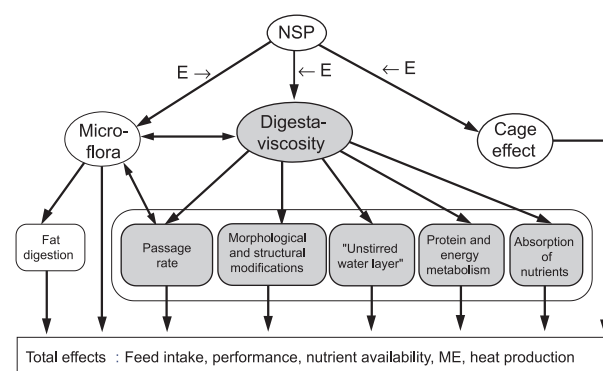 NSP
E →
← E
← E
Micro-
flora
Digesta-
viscosity
Cage
effect
Fat
digestion
Passage
rate
Morphological
and structural
modifications
"Unstirred
water layer"
Protein and
energy
metabolism
Absorption
of
nutrients
Total effects : Feed intake, performance, nutrient availability, ME, heat production